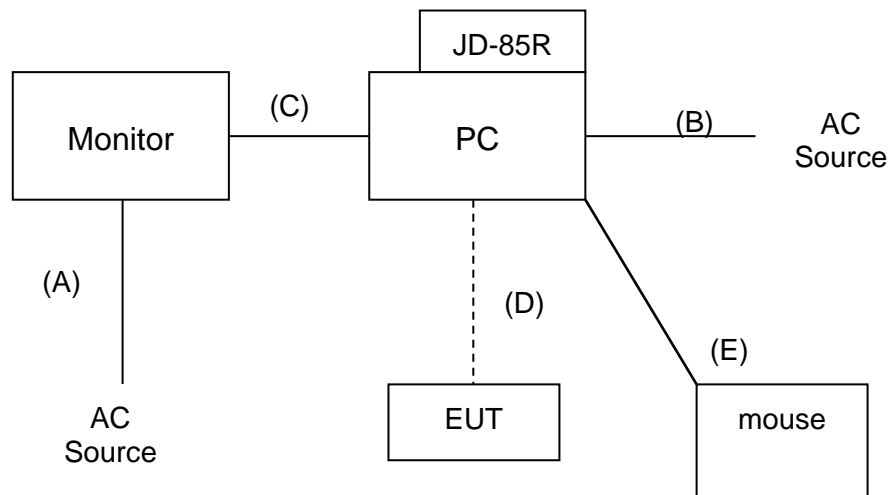 JD-85R
Monitor
(C)
PC
(B)
AC
Source
(A)
(D)
(E)
AC
Source
EUT
mouse